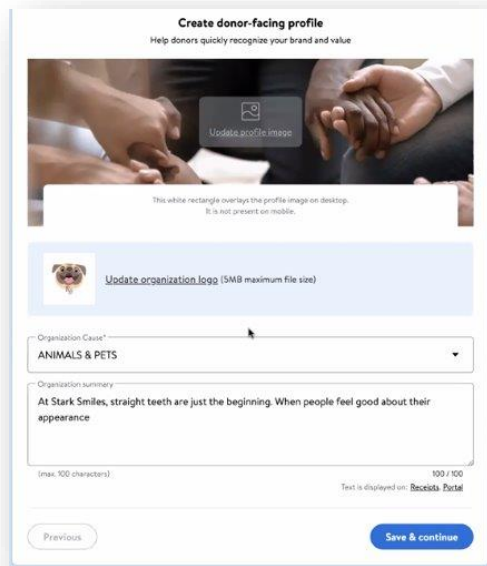 Create donor-facing profile
Help donors quickly recognize your brand and value
Update profile image
This white rectangle overlays the profile image on desktop.
It is not present on mobile.
Update organization logo (5MB maximum file size)
Organization Cause*
ANIMALS & PETS
Organization summary
At Stark Smiles, straight teeth are just the beginning. When people feel good about their
appearance
(max. 100 characters)
100 / 100
Text is displayed on: Receipts, Portal
Previous
Save & continue